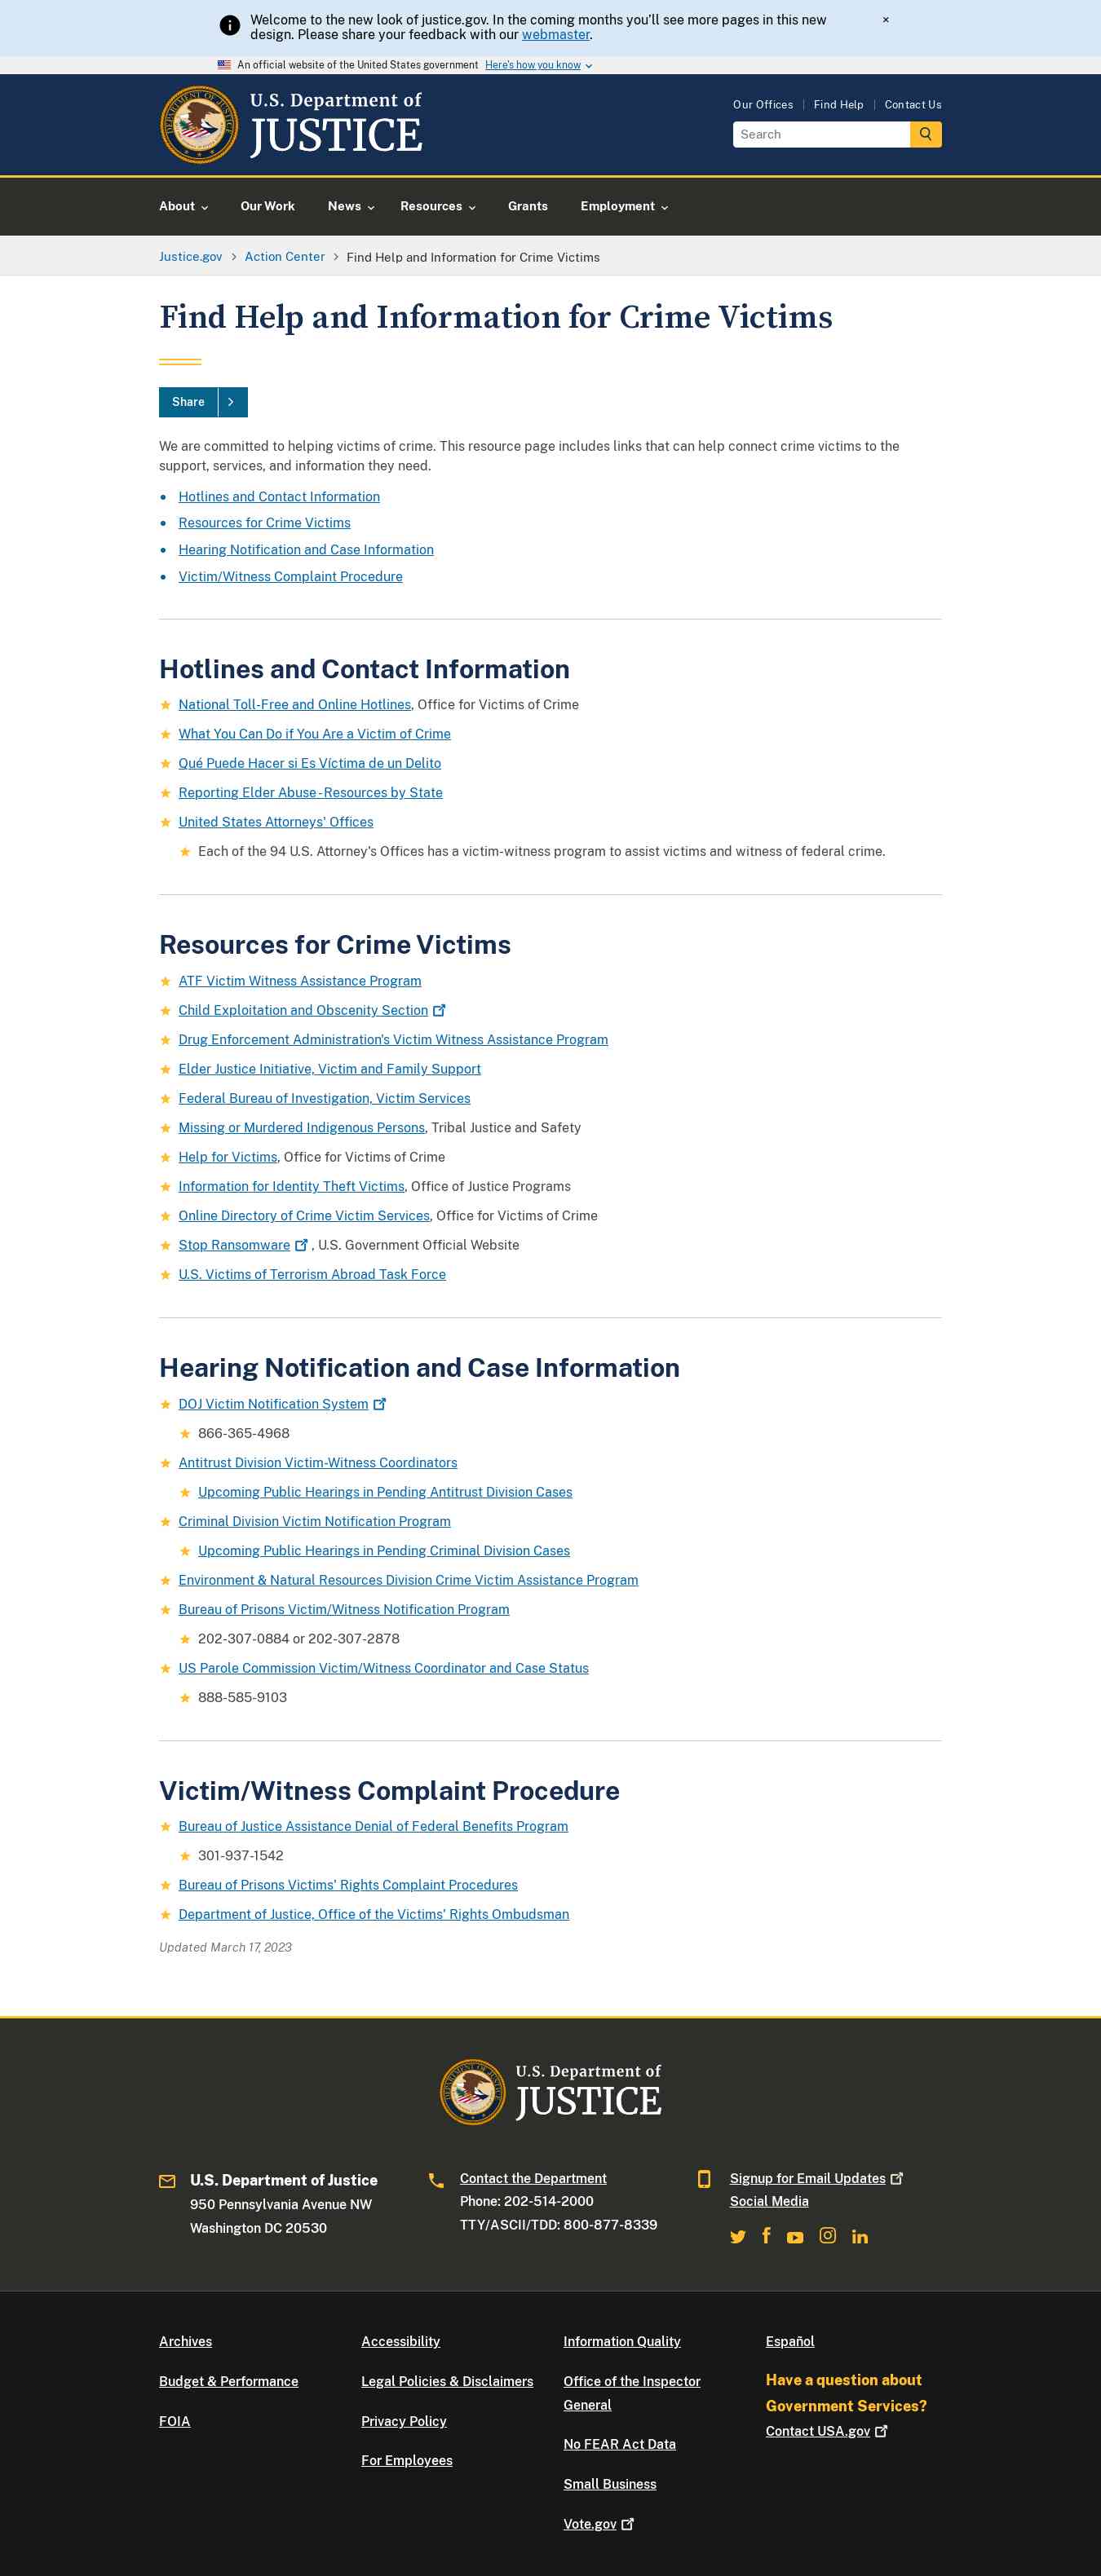 Welcome to the new look of justice.gov. In the coming months you'll see more pages in this new
design. Please share your feedback with our webmaster.
×
An official website of the United States government Here's how you know
U.S. Department of
JUSTICE
Our Offices
Find Help
Contact Us
Search
About
Our Work
News
Resources
Grants
Employment
Justice.gov
Action Center
Find Help and Information for Crime Victims
Find Help and Information for Crime Victims
Share
We are committed to helping victims of crime. This resource page includes links that can help connect crime victims to the
support, services, and information they need.
Hotlines and Contact Information
Resources for Crime Victims
Hearing Notification and Case Information
Victim/Witness Complaint Procedure
Hotlines and Contact Information
National Toll-Free and Online Hotlines, Office for Victims of Crime
What You Can Do if You Are a Victim of Crime
Qué Puede Hacer si Es Víctima de un Delito
Reporting Elder Abuse - Resources by State
United States Attorneys' Offices
Each of the 94 U.S. Attorney's Offices has a victim-witness program to assist victims and witness of federal crime.
Resources for Crime Victims
ATF Victim Witness Assistance Program
Child Exploitation and Obscenity Section
Drug Enforcement Administration's Victim Witness Assistance Program
Elder Justice Initiative, Victim and Family Support
Federal Bureau of Investigation, Victim Services
Missing or Murdered Indigenous Persons, Tribal Justice and Safety
Help for Victims, Office for Victims of Crime
Information for Identity Theft Victims, Office of Justice Programs
Online Directory of Crime Victim Services, Office for Victims of Crime
Stop Ransomware , U.S. Government Official Website
U.S. Victims of Terrorism Abroad Task Force
Hearing Notification and Case Information
DOJ Victim Notification System
866-365-4968
Antitrust Division Victim-Witness Coordinators
Upcoming Public Hearings in Pending Antitrust Division Cases
Criminal Division Victim Notification Program
Upcoming Public Hearings in Pending Criminal Division Cases
Environment & Natural Resources Division Crime Victim Assistance Program
Bureau of Prisons Victim/Witness Notification Program
202-307-0884 or 202-307-2878
US Parole Commission Victim/Witness Coordinator and Case Status
888-585-9103
Victim/Witness Complaint Procedure
Bureau of Justice Assistance Denial of Federal Benefits Program
301-937-1542
Bureau of Prisons Victims' Rights Complaint Procedures
Department of Justice, Office of the Victims' Rights Ombudsman
Updated March 17, 2023
U.S. Department of
JUSTICE
U.S. Department of Justice
950 Pennsylvania Avenue NW
Washington DC 20530
Contact the Department
Phone: 202-514-2000
TTY/ASCII/TDD: 800-877-8339
Signup for Email Updates
Social Media
Archives
Budget & Performance
FOIA
Accessibility
Legal Policies & Disclaimers
Privacy Policy
For Employees
Information Quality
Office of the Inspector
General
No FEAR Act Data
Small Business
Vote.gov
Español
Have a question about
Government Services?
Contact USA.gov